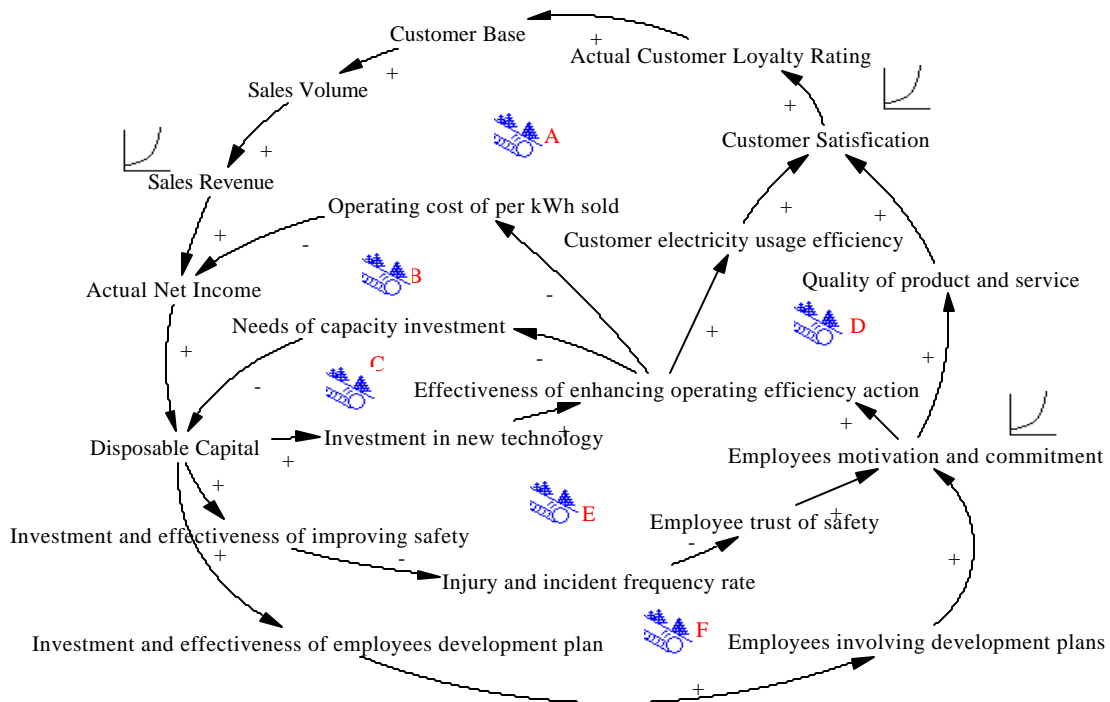 Customer Base
+
Actual Customer Loyalty Rating
+
Sales Volume
+
+
A
Customer Satisfication
Sales Revenue
Operating cost of per kWh sold
+
+
+
-
Customer electricity usage efficiency
B
Quality of product and service
Actual Net Income
-
Needs of capacity investment
D
+
+
-
+
C
-
Effectiveness of enhancing operating efficiency action
+
+
Disposable Capital
Investment in new technology
+
Employees motivation and commitment
+
E
+
Employee trust of safety
Investment and effectiveness of improving safety
-
+
-
+
Injury and incident frequency rate
F
Investment and effectiveness of employees development plan
Employees involving development plans
+